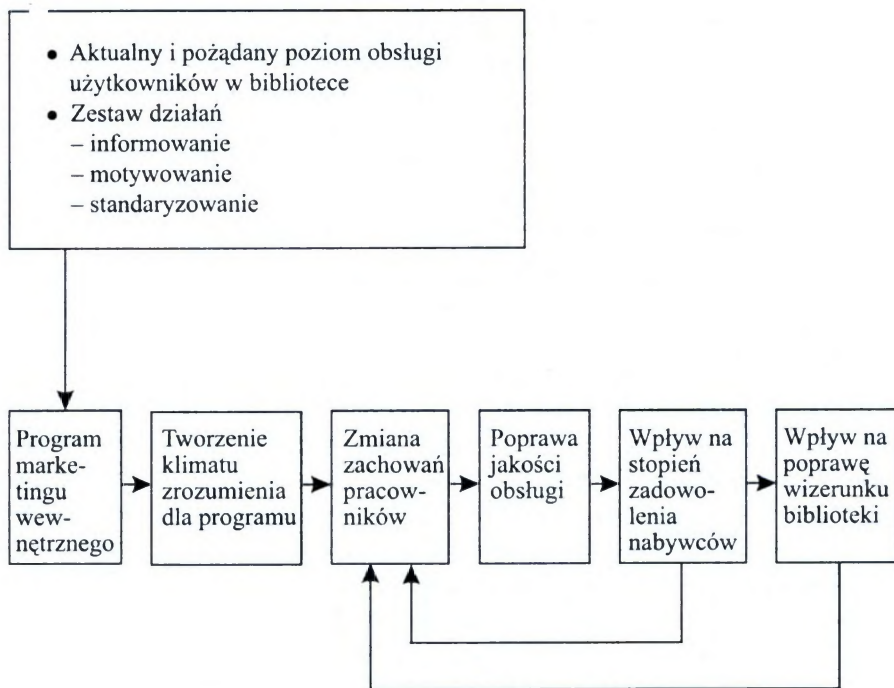 • Aktualny i pożądany poziom obsługi
użytkowników w bibliotece
• Zestaw działań
– informowanie
– motywowanie
– standaryzowanie
Program
marke-
tingu
wew-
nętrznego
Tworzenie
klimatu
zrozumienia
dla programu
Zmiana
zachowań
pracow-
ników
Poprawa
jakości
obsługi
Wpływ na
stopień
zadowo-
lenia
nabywców
Wpływ na
poprawę
wizerunku
biblioteki